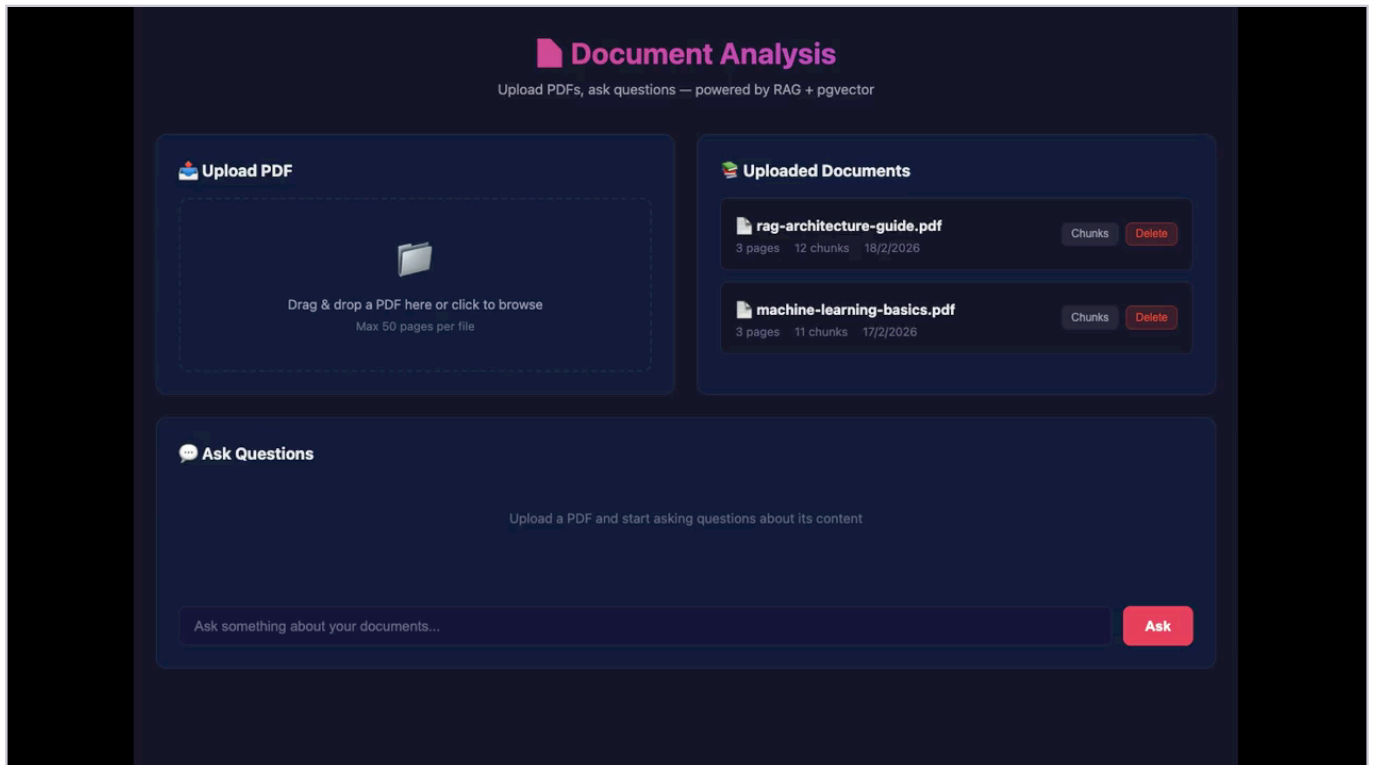 Document Analysis
Upload PDFs, ask questions — powered by RAG + pgvector
Upload PDF
Drag & drop a PDF here or click to browse
Max 50 pages per file
Uploaded Documents
rag-architecture-guide.pdf
3 pages 12 chunks 18/2/2026
Chunks Delete
machine-learning-basics.pdf
3 pages 11 chunks 17/2/2026
Chunks Delete
Ask Questions
Upload a PDF and start asking questions about its content
Ask something about your documents...
Ask